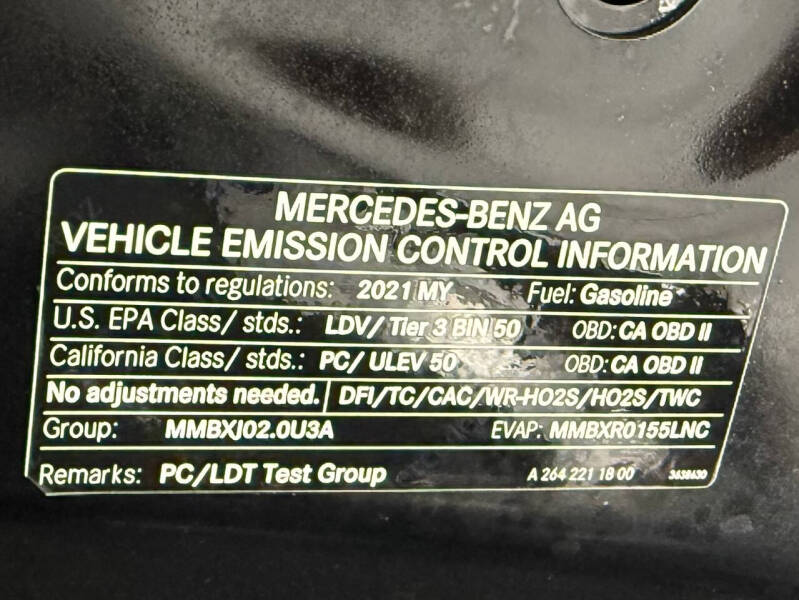 MERCEDES-BENZ AG
VEHICLE EMISSION CONTROL INFORMATION
Conforms to regulations: 2021 MY Fuel: Gasoline
U.S. EPA Class/ stds.: LDV/ Tier 3 BIN 50 OBD: CA OBD II
California Class/ stds.: PC/ ULEV 50 OBD: CA OBD II
No adjustments needed. DFI/TC/CAC/WR-HO2S/HO2S/TWC
Group: MMBXJ02.0U3A EVAP: MMBXR0155LNC
Remarks: PC/LDT Test Group A 264 221 18 00 3638630